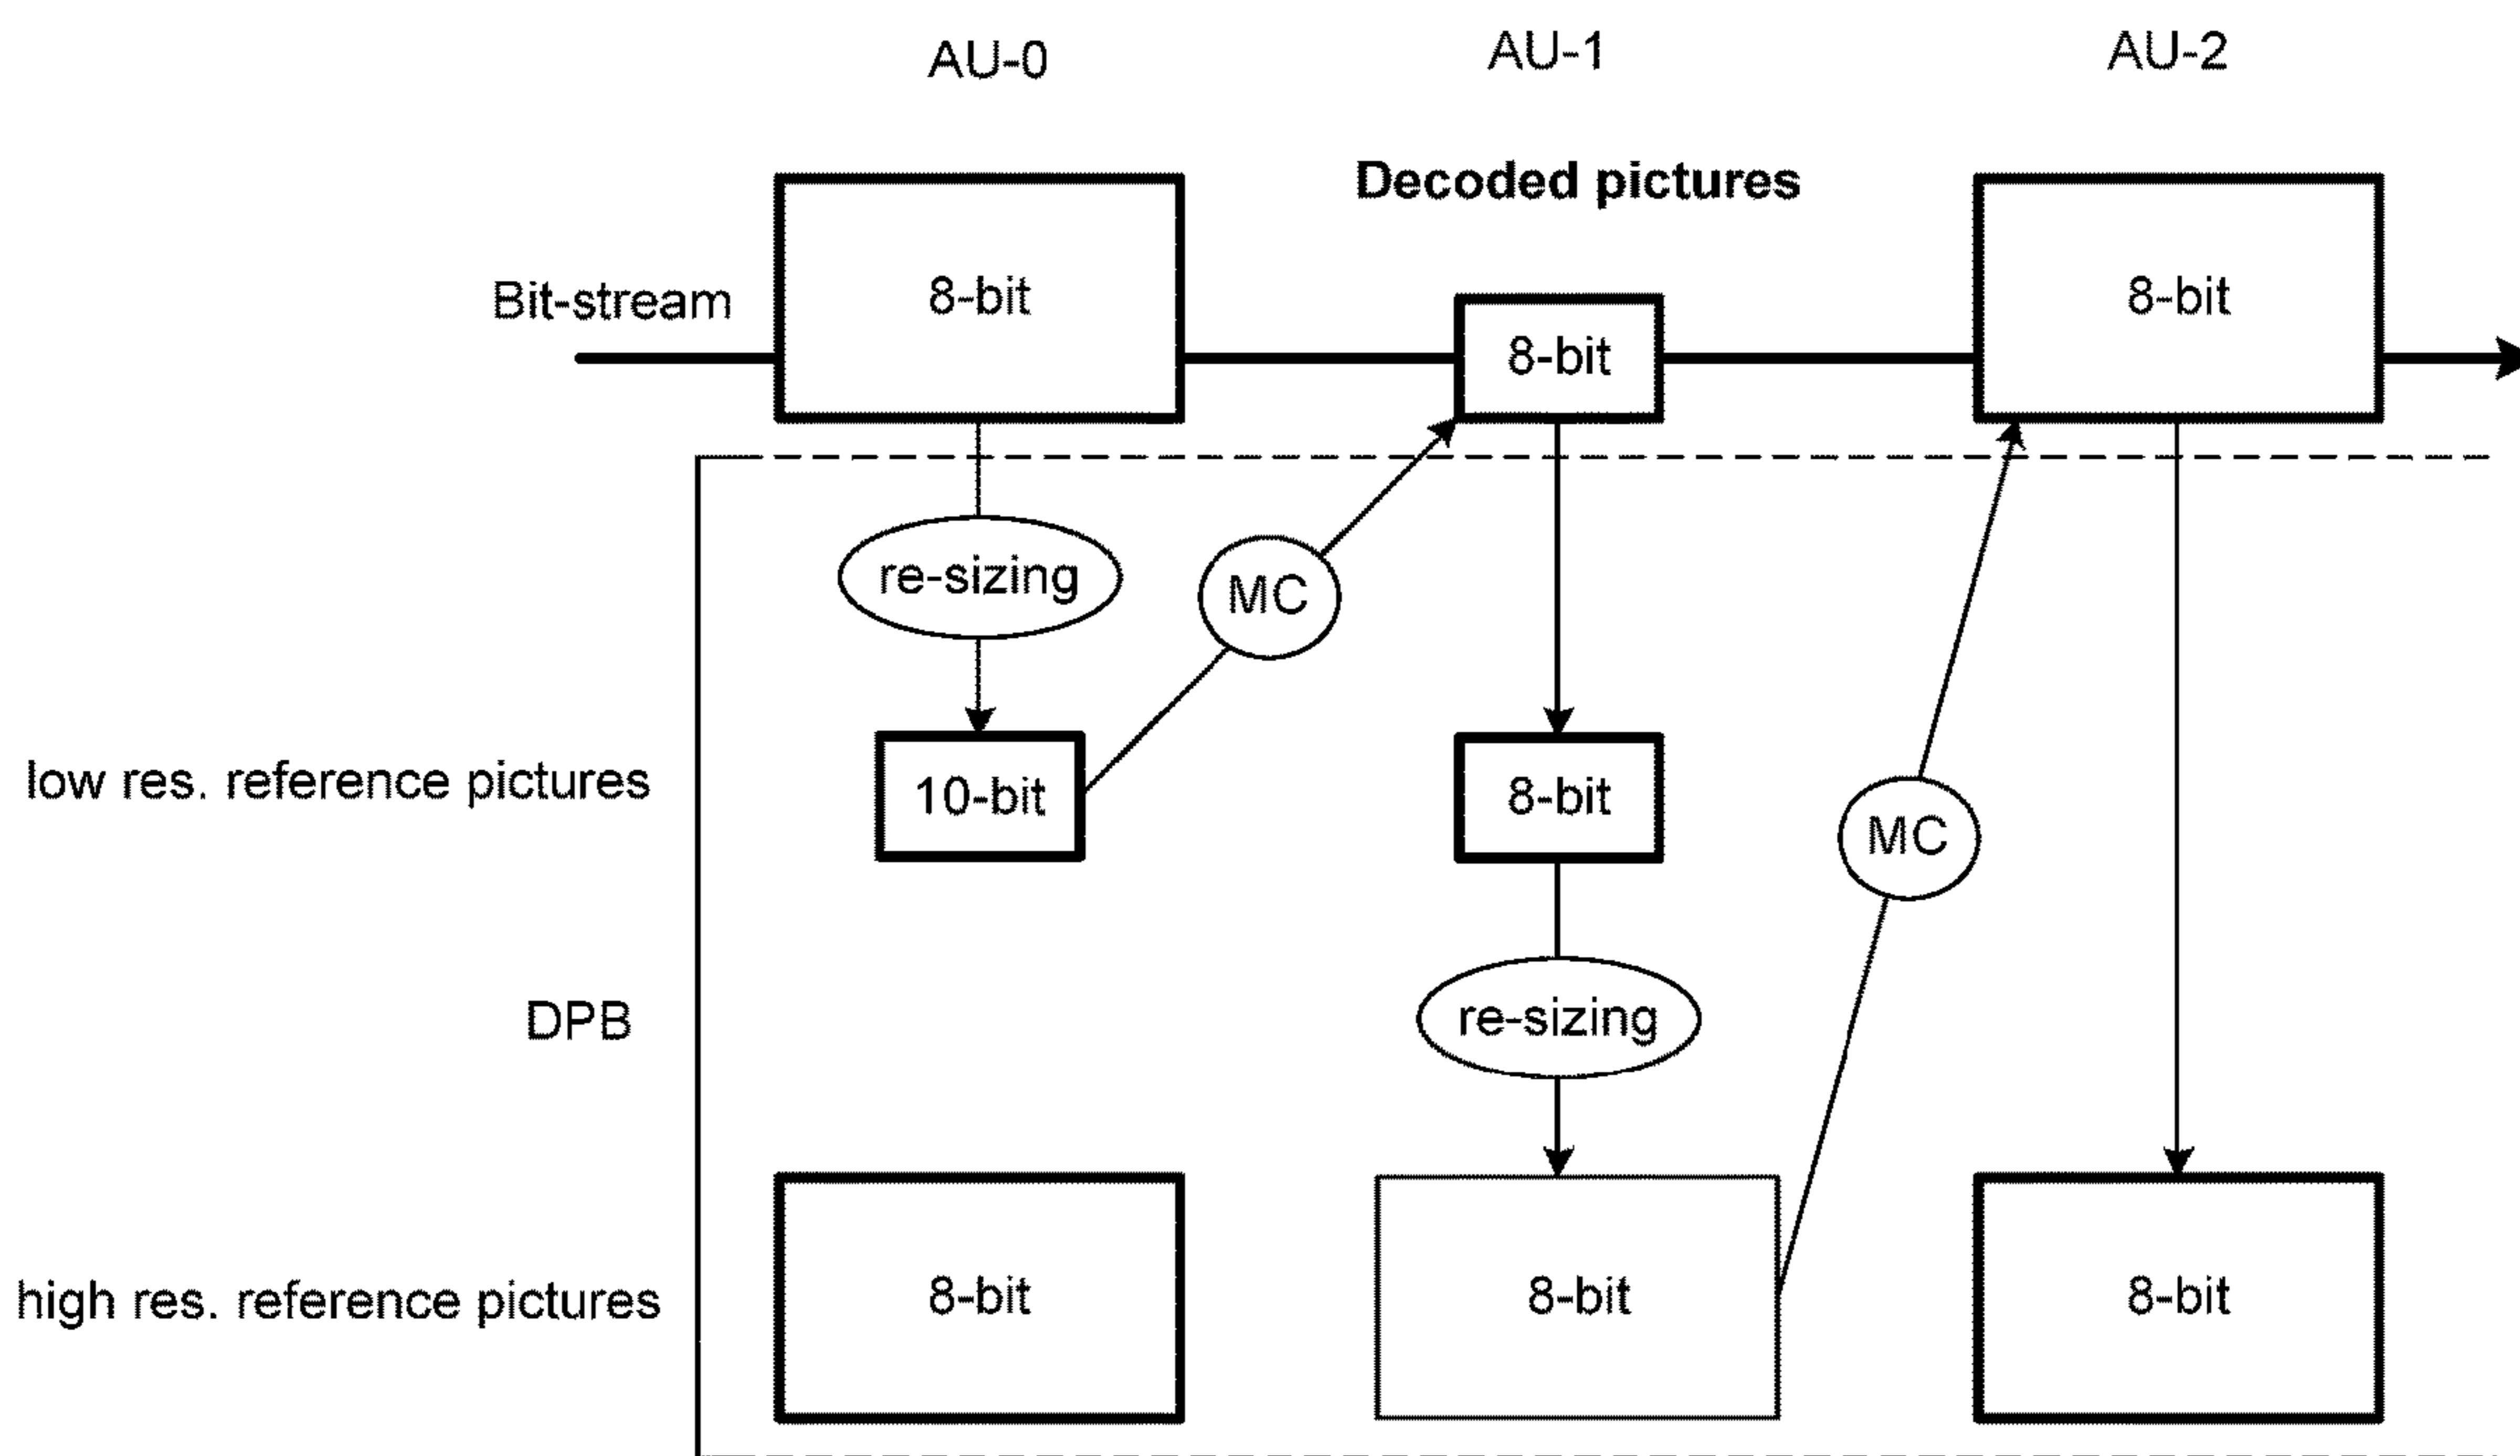 AU-0
AU-1
AU-2
Decoded pictures
Bit-stream
8-bit
8-bit
8-bit
re-sizing
MC
low res. reference pictures
10-bit
8-bit
MC
DPB
re-sizing
high res. reference pictures
8-bit
8-bit
8-bit